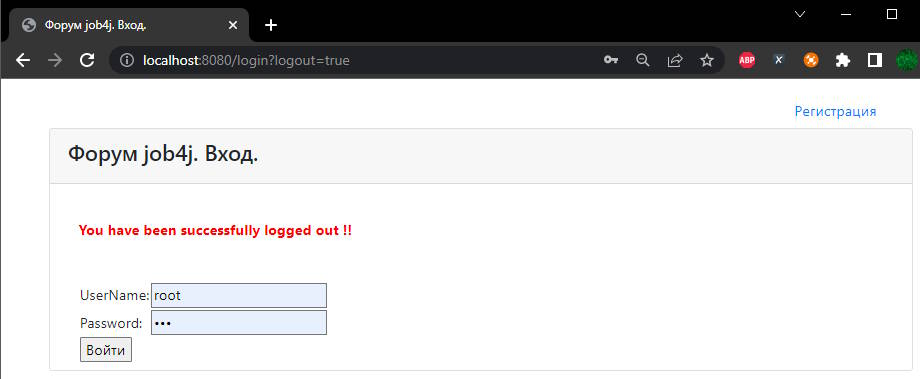 Форум job4j. Вход.
localhost:8080/login?logout=true
ABP
Регистрация
Форум job4j. Вход.
You have been successfully logged out !!
UserName: root
Password: •••
Войти